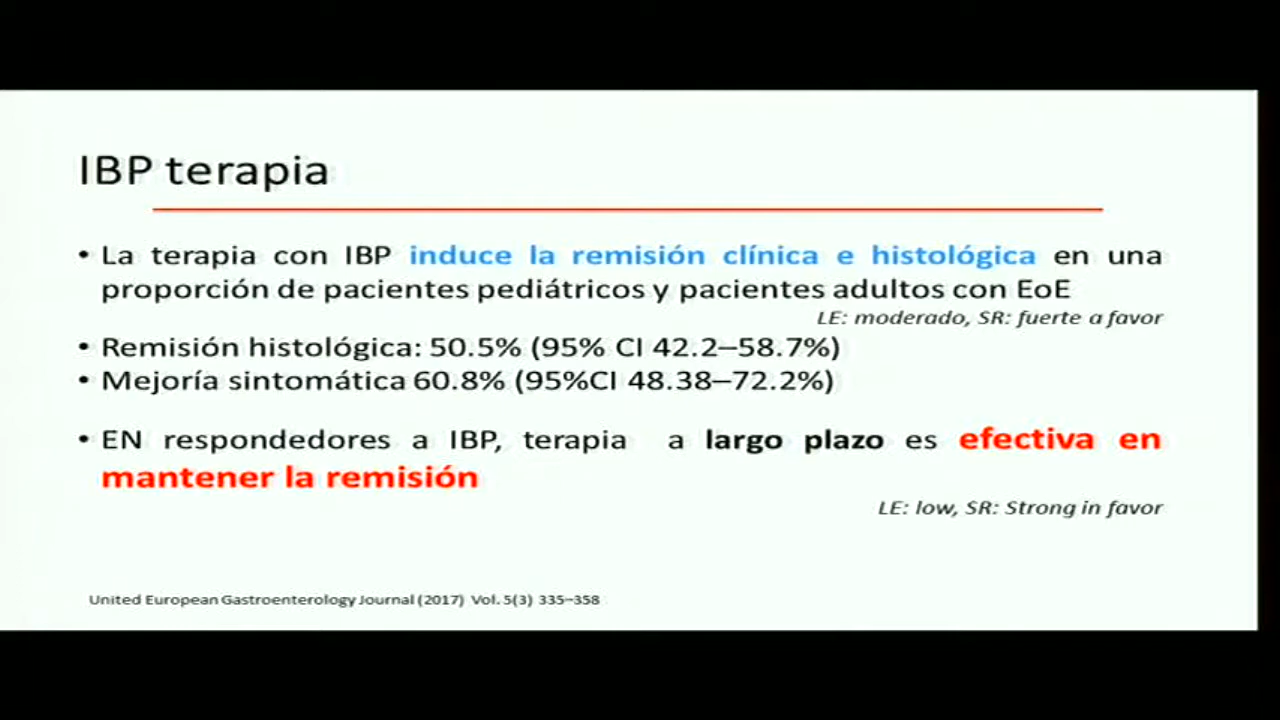 IBP terapia
• La terapia con IBP induce la remisión clínica e histológica en una
proporción de pacientes pediátricos y pacientes adultos con EoE
LE: moderado, SR: fuerte a favor
• Remisión histológica: 50.5% (95% CI 42.2–58.7%)
• Mejoría sintomática 60.8% (95%CI 48.38–72.2%)
• EN respondedores a IBP, terapia a largo plazo es efectiva en
mantener la remisión
LE: low, SR: Strong in favor
United European Gastroenterology Journal (2017) Vol. 5(3) 335–358